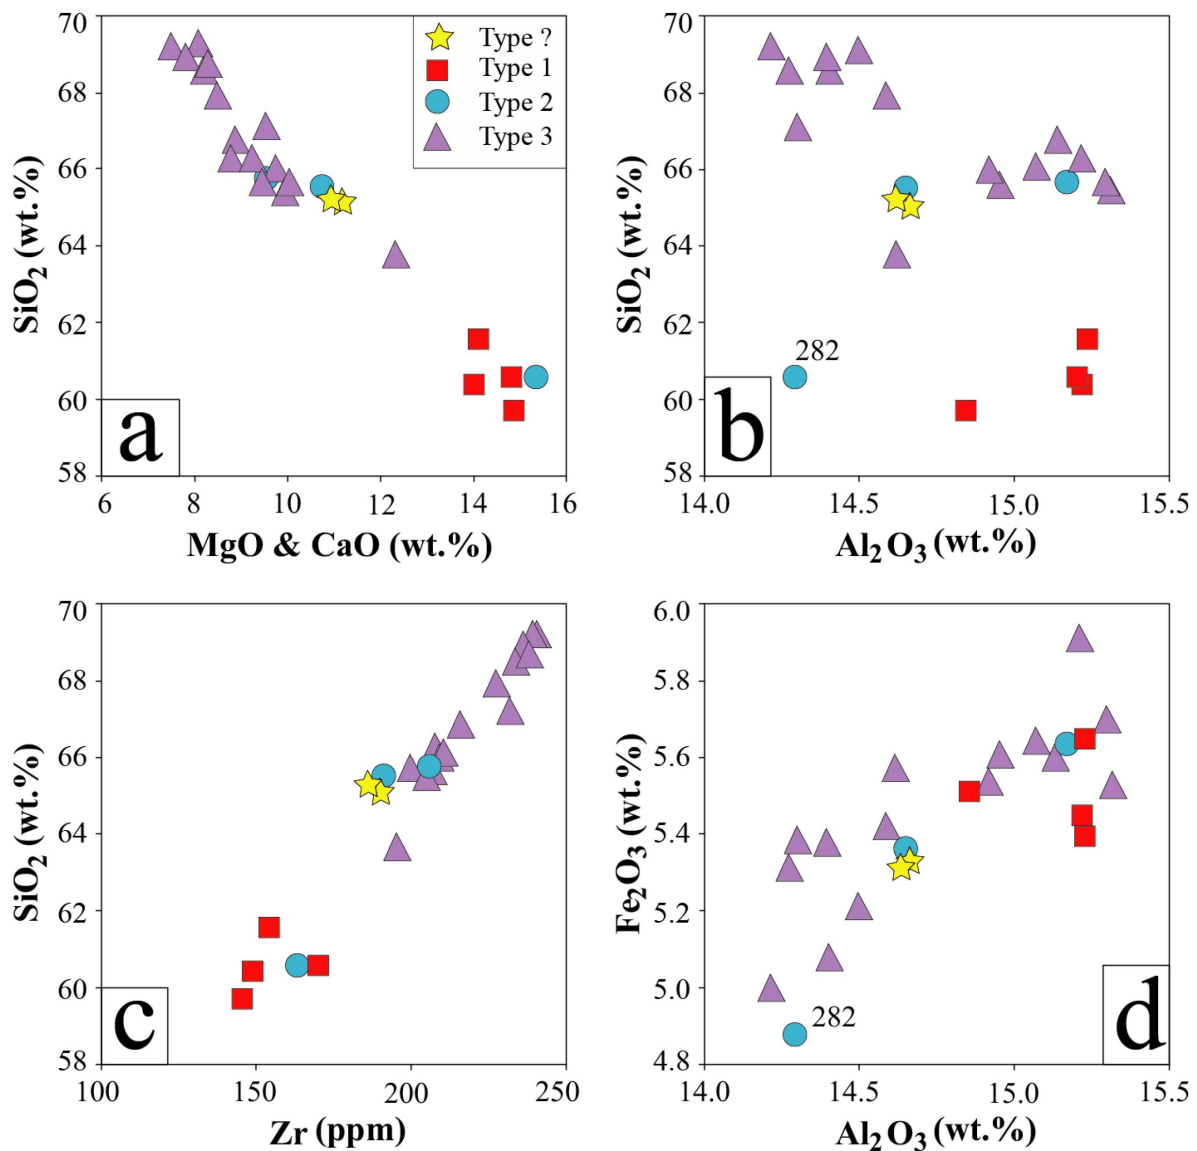 70
68
66
64
62
60
58
SiO₂ (wt.%)
Type ?
Type 1
Type 2
Type 3
a
6 8 10 12 14 16
MgO & CaO (wt.%)
70
68
66
64
62
60
58
SiO₂ (wt.%)
282
b
14.0 14.5 15.0 15.5
Al₂O₃ (wt.%)
70
68
66
64
62
60
58
SiO₂ (wt.%)
c
100 150 200 250
Zr (ppm)
6.0
5.8
5.6
5.4
5.2
5.0
4.8
Fe₂O₃ (wt.%)
282
d
14.0 14.5 15.0 15.5
Al₂O₃ (wt.%)